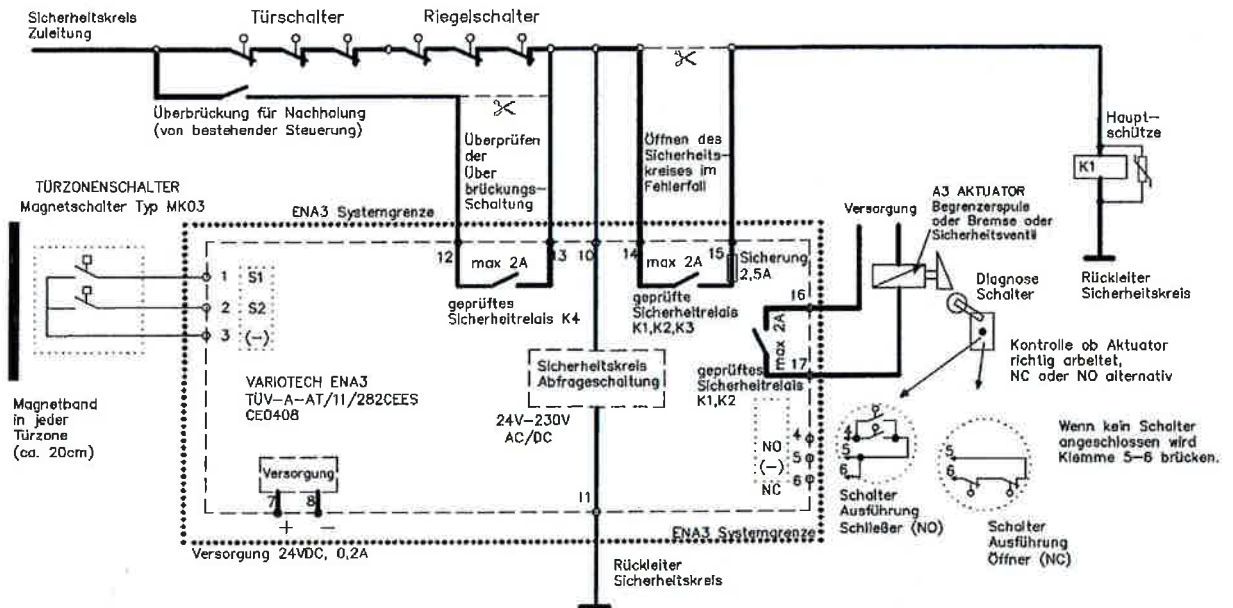 Sicherheitskreis
Zuleitung
Türschalter
Riegelschalter
Überbrückung für Nachholung
(von bestehender Steuerung)
Überprüfen
der
Über
brückungs-
Schaltung
Öffnen des
Sicherheits-
kreises im
Fehlerfall
Haupt-
schütze
K1
TÜRZONENSCHALTER
Magnetschalter Typ MK03
ENA3 Systemgrenze
Versorgung
A3 AKTUATOR
Begrenzerspule
oder Bremse oder
Sicherheitsventil
12
max 2A
13
10
14
max 2A
15
Sicherung
2,5A
1
S1
2
S2
3
(-)
geprüftes
Sicherheitrelais K4
geprüfte
Sicherheitrelais
K1,K2,K3
16
max 2A
17
Diagnose
Schalter
Rückleiter
Sicherheitskreis
Kontrolle ob Aktuator
richtig arbeitet,
NC oder NO alternativ
Sicherheitskreis
Abfrageschaltung
geprüftes
Sicherheitrelais
K1,K2
VARIOTECH ENA3
TÜV-A-AT/11/282CEES
CE0408
24V-230V
AC/DC
Magnetband
in jeder
Türzone
(ca. 20cm)
NO
4
(-)
5
NC
6
4
5
6
5
6
Wenn kein Schalter
angeschlossen wird
Klemme 5-6 brücken.
Versorgung
7
8
+
-
11
Schalter
Ausführung
Schließer (NO)
Schalter
Ausführung
Öffner (NC)
ENA3 Systemgrenze
Versorgung 24VDC, 0,2A
Rückleiter
Sicherheitskreis